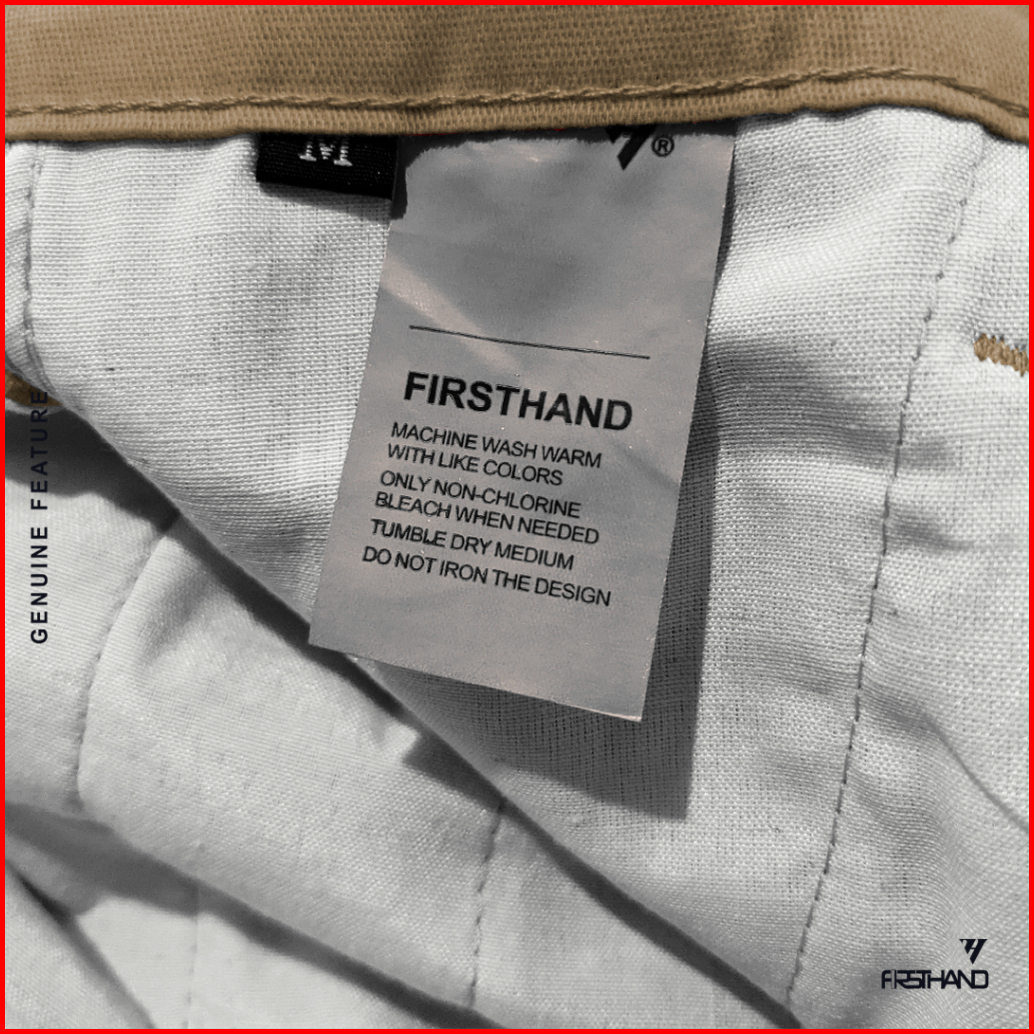 M
®
FIRSTHAND
MACHINE WASH WARM
WITH LIKE COLORS
ONLY NON-CHLORINE
BLEACH WHEN NEEDED
TUMBLE DRY MEDIUM
DO NOT IRON THE DESIGN
GENUINE FEATURE
FIRSTHAND